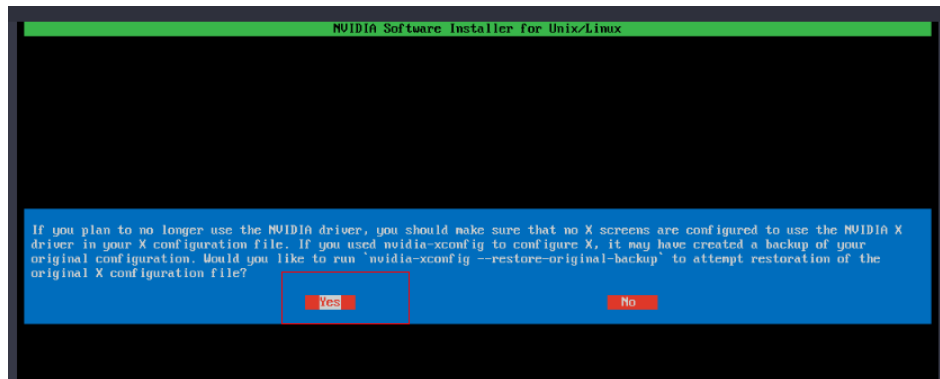 NVIDIA Software Installer for Unix/Linux
If you plan to no longer use the NVIDIA driver, you should make sure that no X screens are configured to use the NVIDIA X
driver in your X configuration file. If you used nvidia-xconfig to configure X, it may have created a backup of your
original configuration. Would you like to run `nvidia-xconfig --restore-original-backup` to attempt restoration of the
original X configuration file?
Yes No